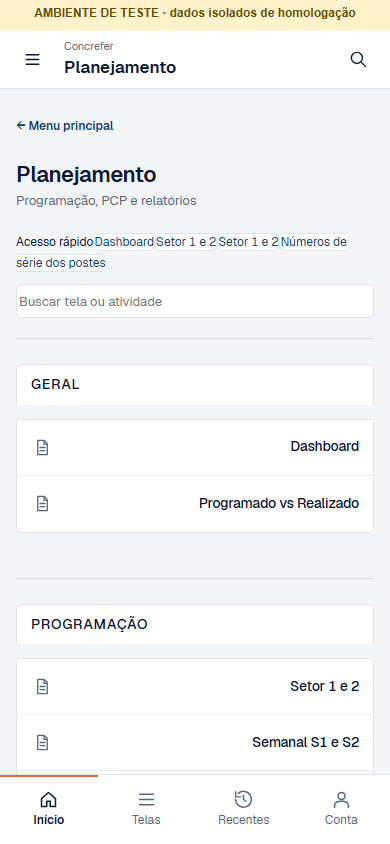 AMBIENTE DE TESTE · dados isolados de homologação
Concrefer
Planejamento
← Menu principal
Planejamento
Programação, PCP e relatórios
Acesso rápido Dashboard Setor 1 e 2 Setor 1 e 2 Números de
série dos postes
Buscar tela ou atividade
GERAL
Dashboard
Programado vs Realizado
PROGRAMAÇÃO
Setor 1 e 2
Semanal S1 e S2
Início
Telas
Recentes
Conta